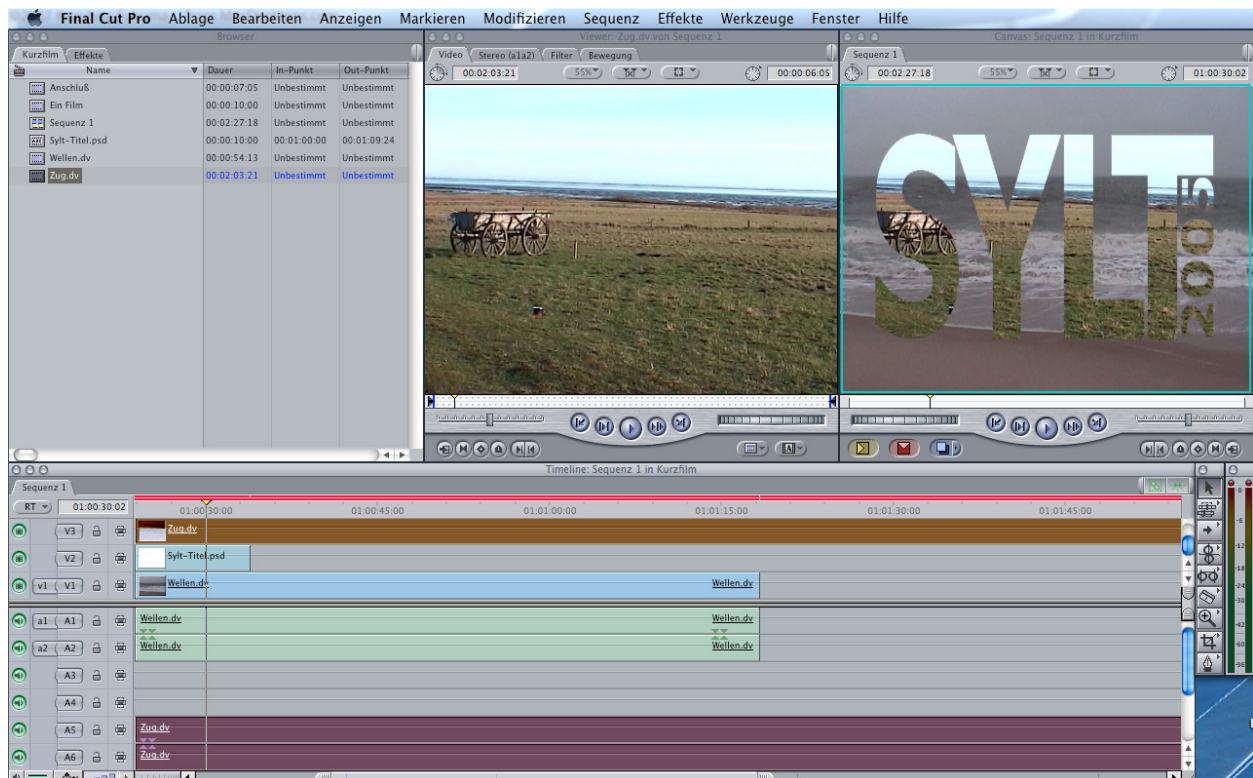 Final Cut Pro Ablage Bearbeiten Anzeigen Markieren Modifizieren Sequenz Effekte Werkzeuge Fenster Hilfe
Browser
Kurzfilm Effekte
Name Dauer In-Punkt Out-Punkt
Anschluß 00:00:07;05 Unbestimmt Unbestimmt
Ein Film 00:00:10;00 Unbestimmt Unbestimmt
Sequenz 1 00:02:27:18 Unbestimmt Unbestimmt
Sylt-Titel.psd 00:00:10:00 00:01:00:00 00:01:09:24
Wellen.dv 00:00:54:13 Unbestimmt Unbestimmt
Zug.dv 00:02:03:21 Unbestimmt Unbestimmt
Viewer: Zug.dv von Sequenz 1
Video Stereo (a1a2) Filter Bewegung
00:02:03:21 55% 00:00:06:05
Canvas: Sequenz 1 in Kurzfilm
Sequenz 1
00:02:27:18 55% 01:00:30:02
SYLT
2005
Timeline: Sequenz 1 in Kurzfilm
Sequenz 1
RT 01:00:30:02 01:00:30:00 01:00:45:00 01:01:00:00 01:01:15:00 01:01:30:00 01:01:45:00
V3 Zug.dv
V2 Sylt-Titel.psd
v1 V1 Wellen.dv Wellen.dv
a1 A1 Wellen.dv Wellen.dv
a2 A2 Wellen.dv Wellen.dv
A3
A4
A5 Zug.dv
A6 Zug.dv
0
-6
-12
-18
-24
-30
-42
-60
-96